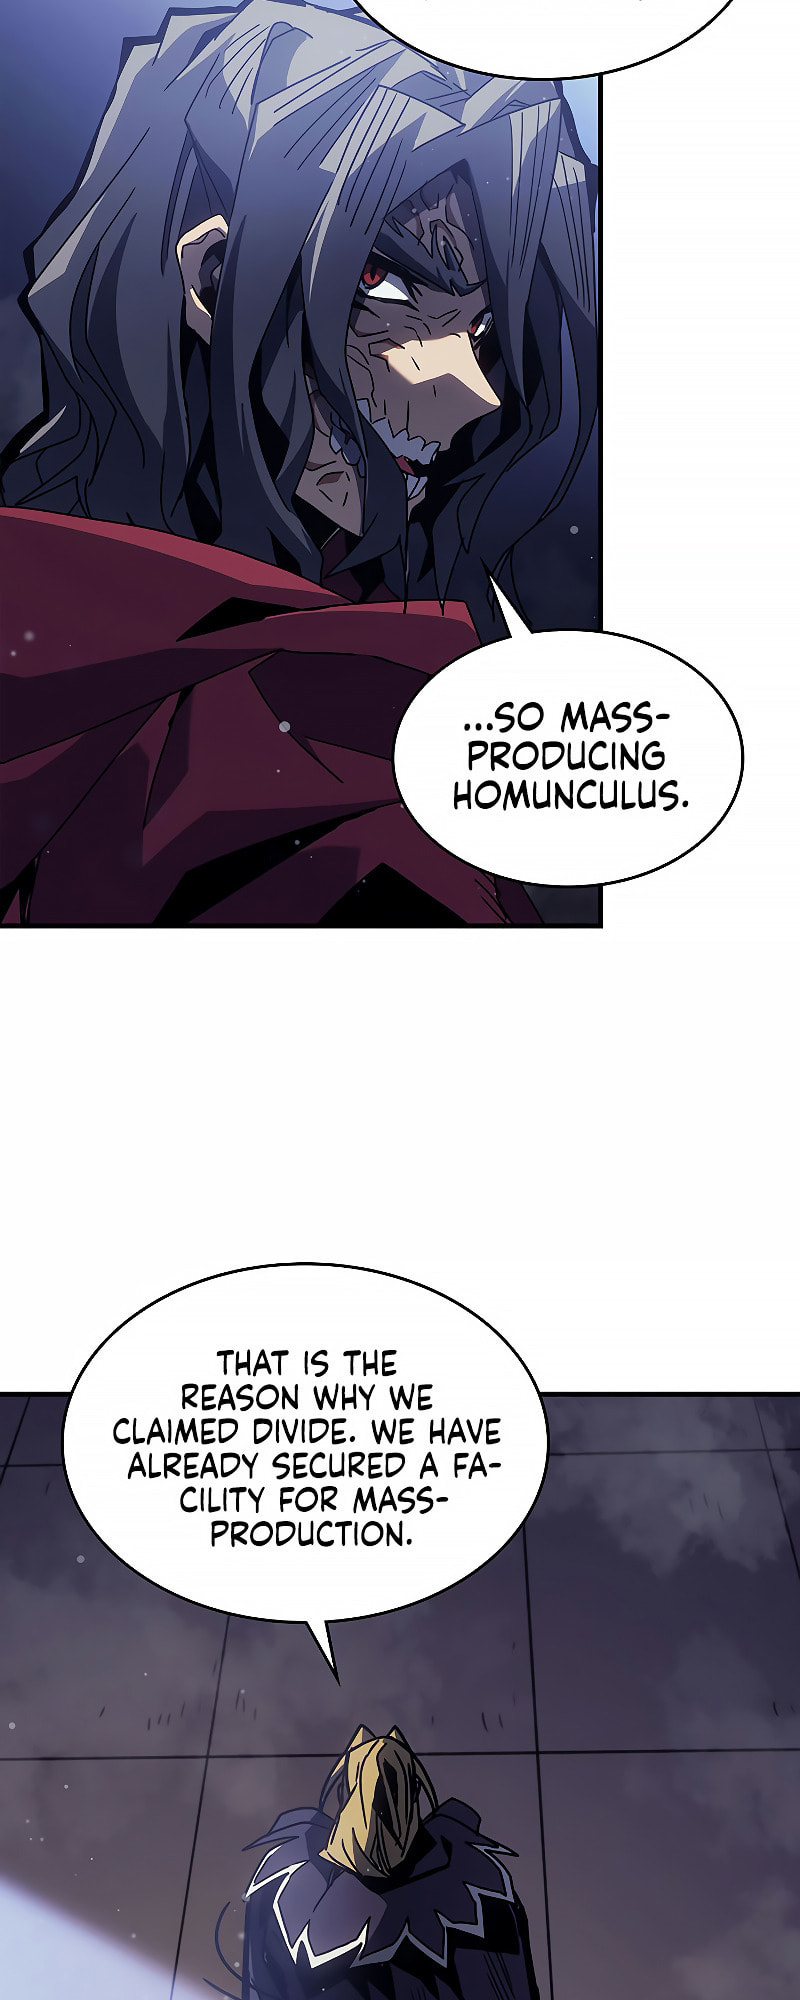 ...SO MASS-
PRODUCING
HOMUNCULUS.
THAT IS THE
REASON WHY WE
CLAIMED DIVIDE. WE HAVE
ALREADY SECURED A FA-
CILITY FOR MASS-
PRODUCTION.